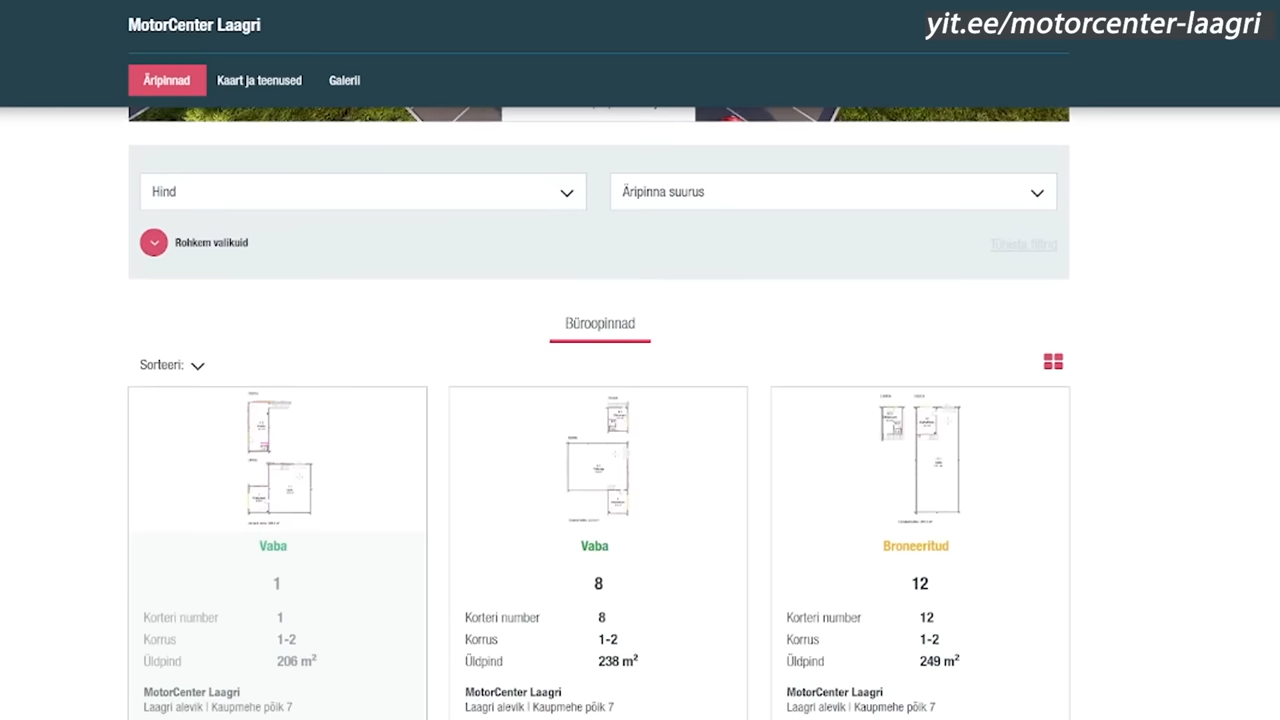 MotorCenter Laagri
yit.ee/motorcenter-laagri
Äripinnad
Kaart ja teenused
Galerii
Hind
Äripinna suurus
Rohkem valikuid
Tühista filtrid
Büroopinnad
Sorteeri:
Vaba
1
Korteri number 1
Korrus 1-2
Üldpind 206 m²
MotorCenter Laagri
Laagri alevik | Kaupmehe põik 7
Vaba
8
Korteri number 8
Korrus 1-2
Üldpind 238 m²
MotorCenter Laagri
Laagri alevik | Kaupmehe põik 7
Broneeritud
12
Korteri number 12
Korrus 1-2
Üldpind 249 m²
MotorCenter Laagri
Laagri alevik | Kaupmehe põik 7